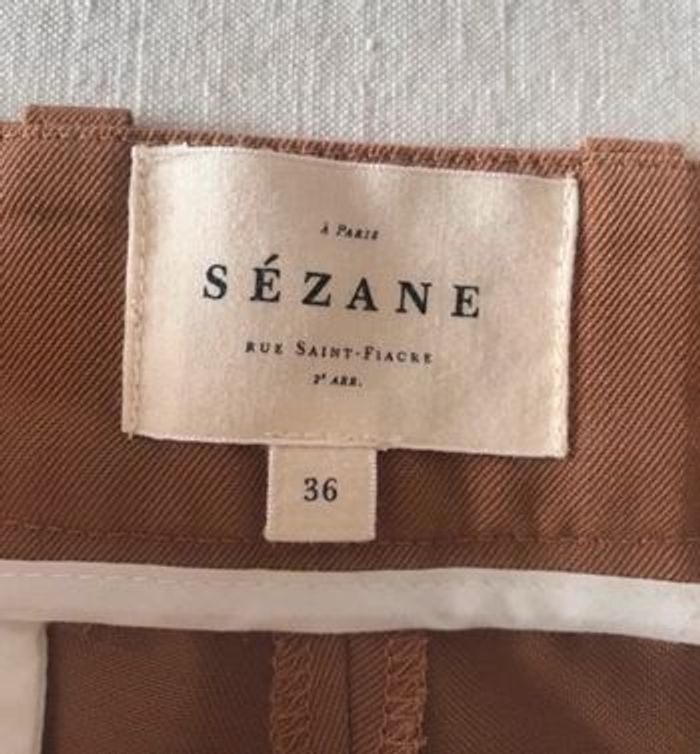 À PARIS
SÉZANE
RUE SAINT-FIACRE
2ᵉ ARR.
36